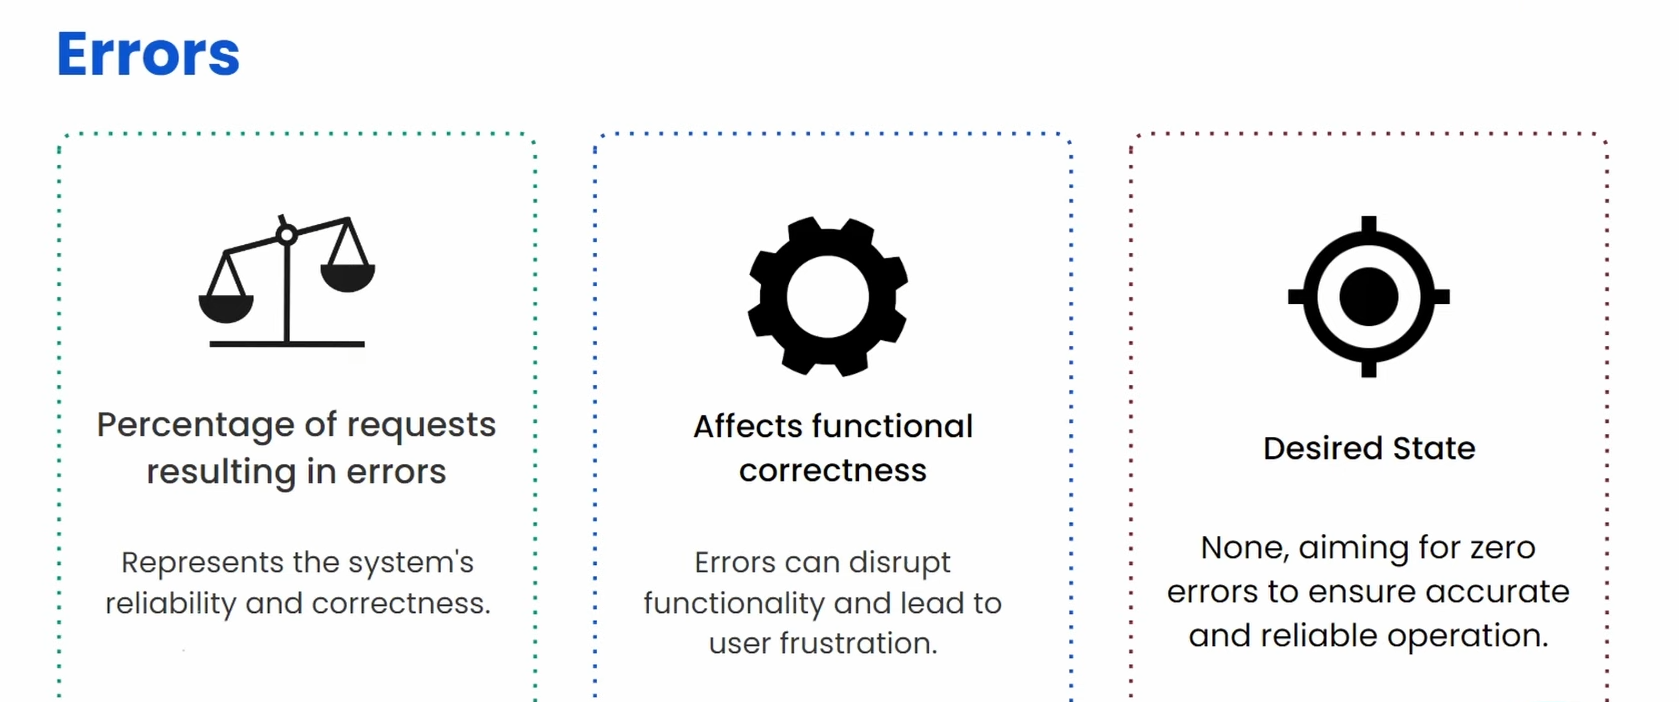 Errors
Percentage of requests
resulting in errors
Represents the system's
reliability and correctness.
Affects functional
correctness
Errors can disrupt
functionality and lead to
user frustration.
Desired State
None, aiming for zero
errors to ensure accurate
and reliable operation.